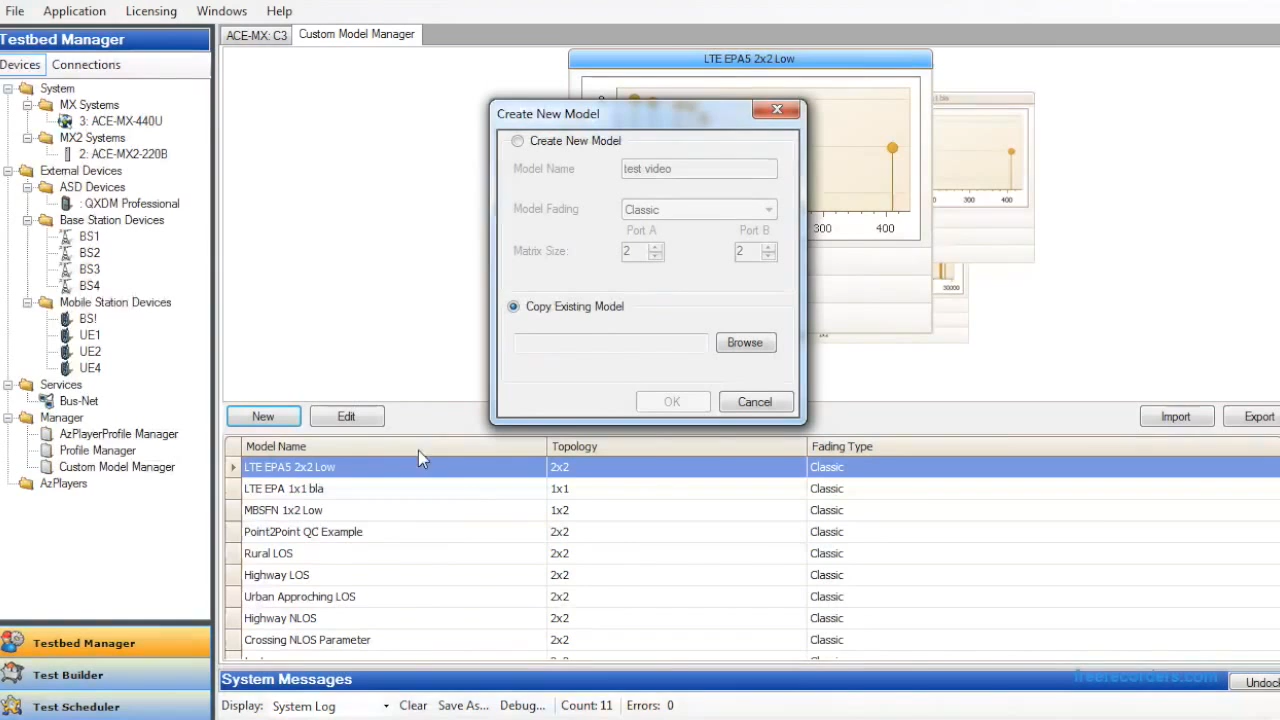 File Application Licensing Windows Help
Testbed Manager
Devices Connections
System
MX Systems
3: ACE-MX-440U
MX2 Systems
2: ACE-MX2-220B
External Devices
ASD Devices
: QXDM Professional
Base Station Devices
BS1
BS2
BS3
BS4
Mobile Station Devices
BS!
UE1
UE2
UE4
Services
Bus-Net
Manager
AzPlayerProfile Manager
Profile Manager
Custom Model Manager
AzPlayers
Testbed Manager
Test Builder
Test Scheduler
ACE-MX: C3 Custom Model Manager
LTE EPA5 2x2 Low
300 400
300 400
30000
Create New Model
Create New Model
Model Name test video
Model Fading Classic
Port A Port B
Matrix Size: 2 2
Copy Existing Model
Browse
OK Cancel
New Edit Import Export
Model Name Topology Fading Type
LTE EPA5 2x2 Low 2x2 Classic
LTE EPA 1x1 bla 1x1 Classic
MBSFN 1x2 Low 1x2 Classic
Point2Point QC Example 2x2 Classic
Rural LOS 2x2 Classic
Highway LOS 2x2 Classic
Urban Approching LOS 2x2 Classic
Highway NLOS 2x2 Classic
Crossing NLOS Parameter 2x2 Classic
System Messages freerecorders.com Undock
Display: System Log Clear Save As... Debug... Count: 11 Errors: 0